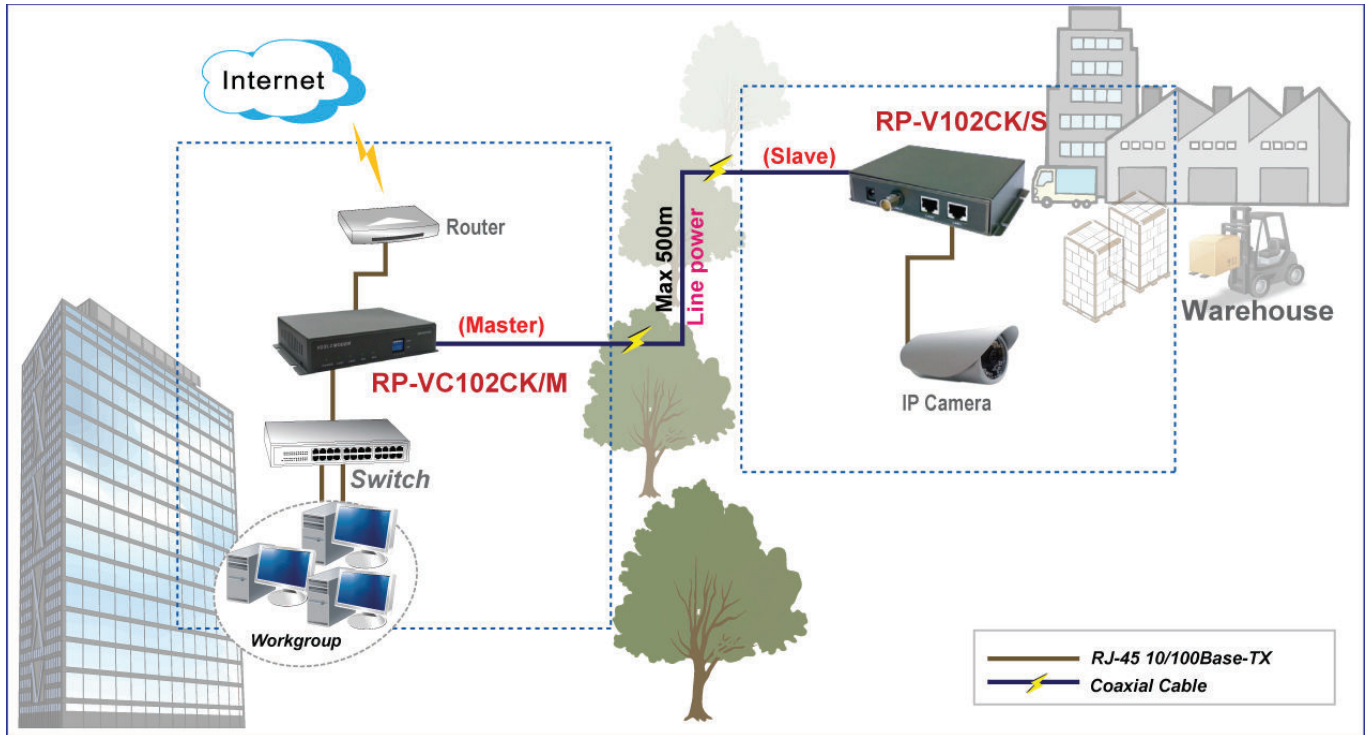 Internet
Router
(Master)
RP-VC102CK/M
Switch
Workgroup
Max 500m
Line power
(Slave)
RP-V102CK/S
IP Camera
Warehouse
RJ-45 10/100Base-TX
Coaxial Cable